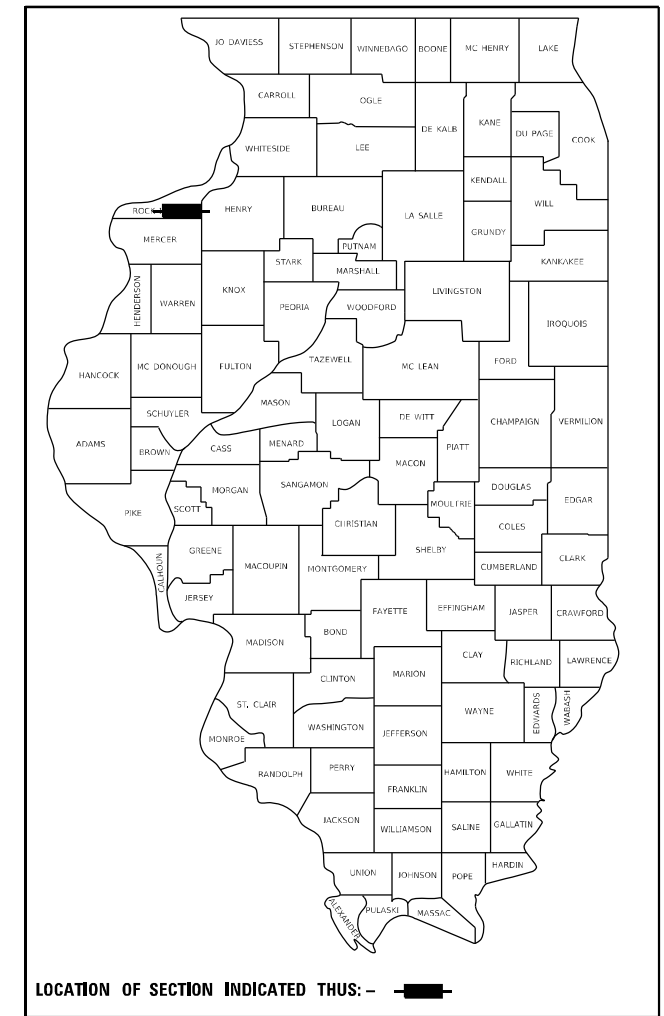 JO DAVIESS STEPHENSON WINNEBAGO BOONE MC HENRY LAKE
CARROLL OGLE DE KALB KANE DU PAGE COOK
WHITESIDE LEE
KENDALL WILL
ROCK HENRY BUREAU LA SALLE
PUTNAM GRUNDY
MERCER STARK MARSHALL KANKAKEE
HENDERSON WARREN KNOX PEORIA WOODFORD LIVINGSTON IROQUOIS
HANCOCK MC DONOUGH FULTON TAZEWELL MC LEAN FORD
SCHUYLER MASON LOGAN DE WITT CHAMPAIGN VERMILION
ADAMS BROWN CASS MENARD PIATT
MACON
PIKE SCOTT MORGAN SANGAMON MOULTRIE DOUGLAS EDGAR
CHRISTIAN COLES
CALHOUN GREENE MACOUPIN MONTGOMERY SHELBY CUMBERLAND CLARK
JERSEY FAYETTE EFFINGHAM JASPER CRAWFORD
MADISON BOND
CLAY RICHLAND LAWRENCE
CLINTON MARION
ST. CLAIR WAYNE EDWARDS WABASH
MONROE WASHINGTON JEFFERSON
RANDOLPH PERRY HAMILTON WHITE
FRANKLIN
JACKSON WILLIAMSON SALINE GALLATIN
UNION JOHNSON POPE HARDIN
ALEXANDER PULASKI MASSAC
LOCATION OF SECTION INDICATED THUS: –